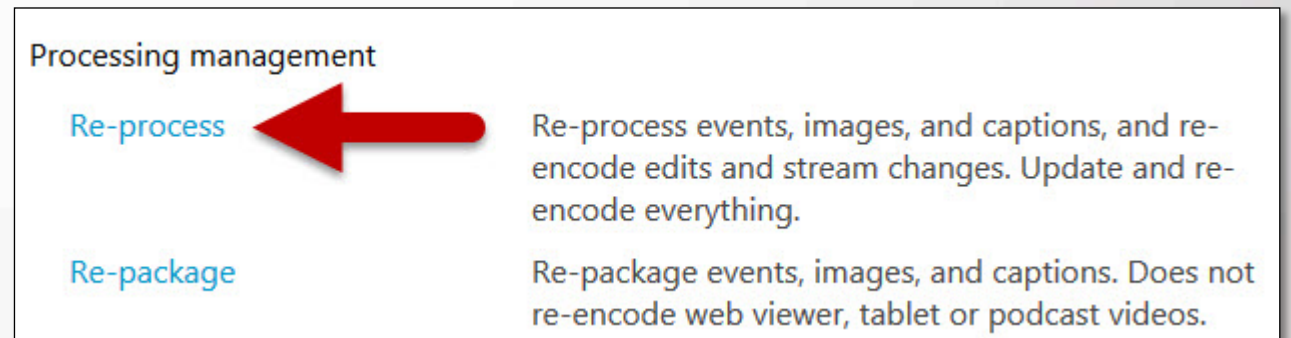 Processing management
Re-process
Re-process events, images, and captions, and re-
encode edits and stream changes. Update and re-
encode everything.
Re-package
Re-package events, images, and captions. Does not
re-encode web viewer, tablet or podcast videos.